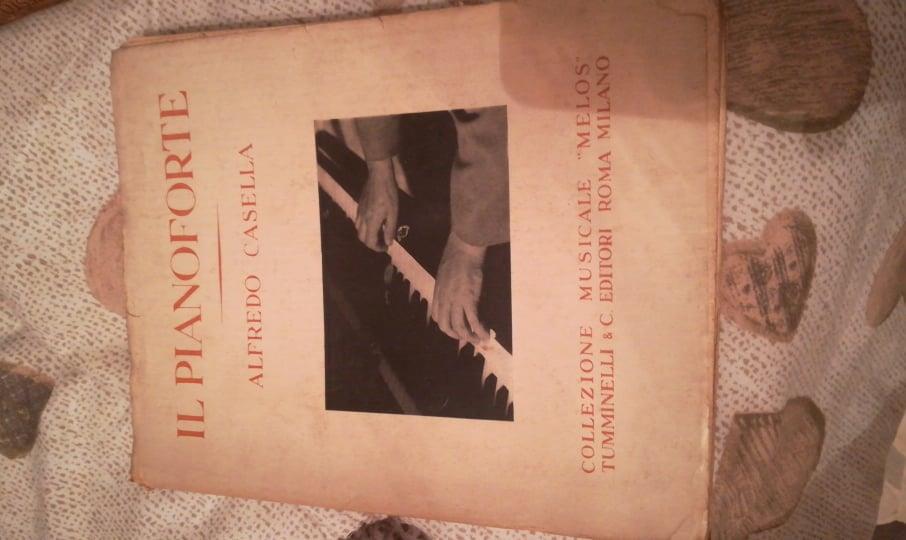 IL PIANOFORTE
ALFREDO CASELLA
COLLEZIONE MUSICALE "MELOS"
TUMMINELLI & C. EDITORI ROMA MILANO